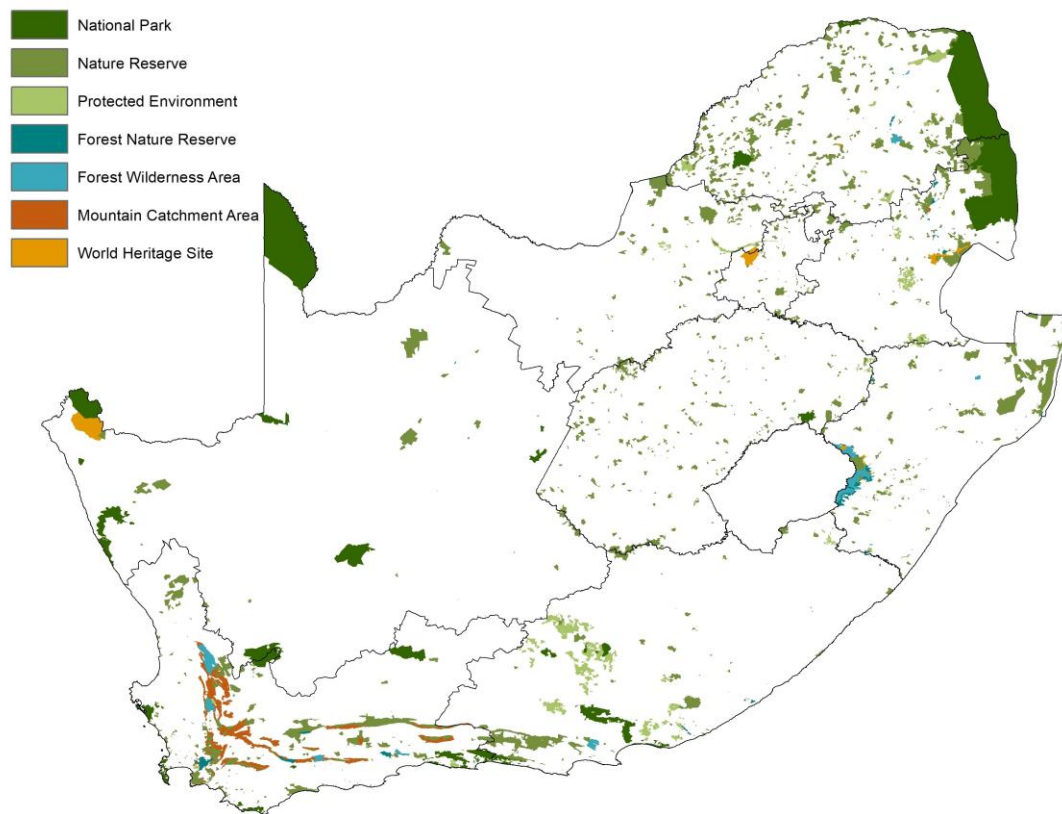 National Park
Nature Reserve
Protected Environment
Forest Nature Reserve
Forest Wilderness Area
Mountain Catchment Area
World Heritage Site